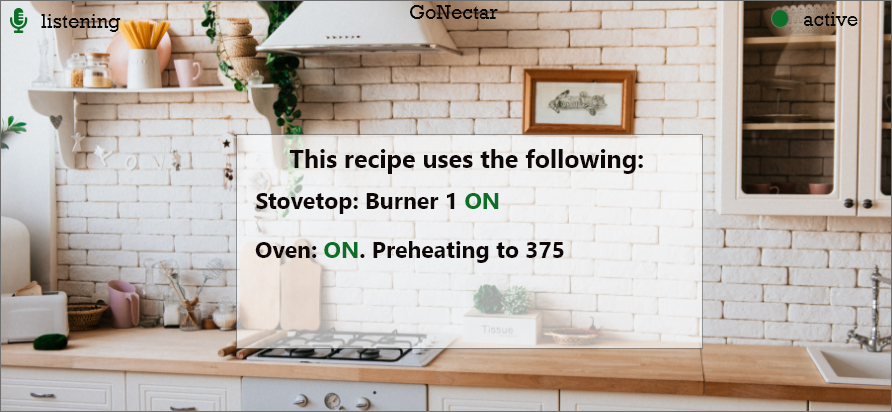 listening
GoNectar
active
This recipe uses the following:
Stovetop: Burner 1 ON
Oven: ON. Preheating to 375
Tissue